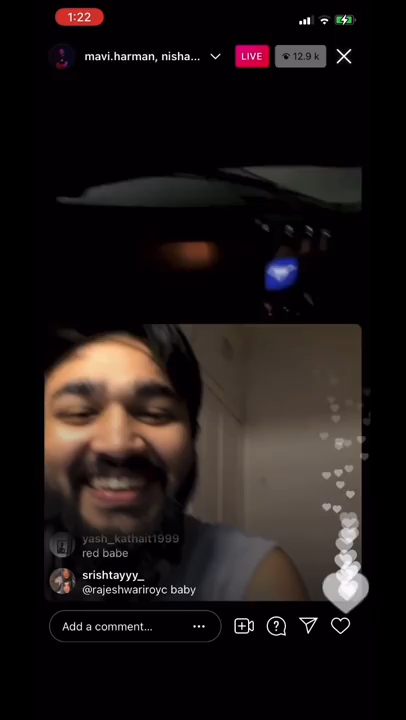 1:22
mavi.harman, nisha...
LIVE
12.9 k
yash_kathait1999
red babe
srishtayyy_
@rajeshwariroyc baby
Add a comment...